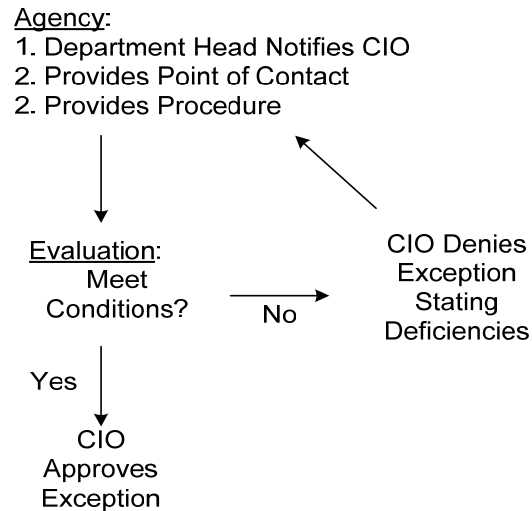 Agency:
1. Department Head Notifies CIO
2. Provides Point of Contact
2. Provides Procedure
Evaluation:
Meet
Conditions?
No
CIO Denies
Exception
Stating
Deficiencies
Yes
CIO
Approves
Exception